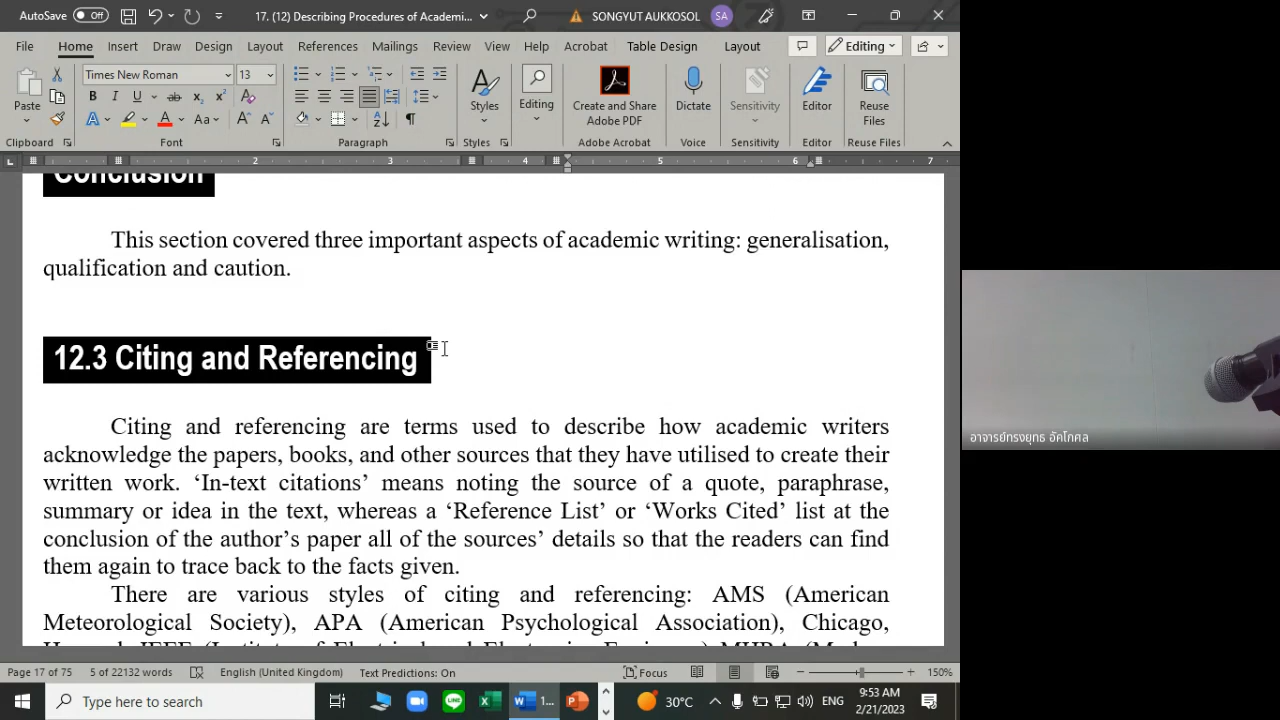 AutoSave Off 17. (12) Describing Procedures of Academi... SONGYUT AUKKOSOL SA
File Home Insert Draw Design Layout References Mailings Review View Help Acrobat Table Design Layout Editing
Times New Roman 13
Paste Styles Editing Create and Share Adobe PDF Dictate Sensitivity Editor Reuse Files
Clipboard Font Paragraph Styles Adobe Acrobat Voice Sensitivity Editor Reuse Files
2 3 4 5 6 7
Conclusion
This section covered three important aspects of academic writing: generalisation,
qualification and caution.
12.3 Citing and Referencing
Citing and referencing are terms used to describe how academic writers
acknowledge the papers, books, and other sources that they have utilised to create their
written work. ‘In-text citations’ means noting the source of a quote, paraphrase,
summary or idea in the text, whereas a ‘Reference List’ or ‘Works Cited’ list at the
conclusion of the author’s paper all of the sources’ details so that the readers can find
them again to trace back to the facts given.
There are various styles of citing and referencing: AMS (American
Meteorological Society), APA (American Psychological Association), Chicago,
อาจารย์ทรงยุทธ อัคโกศล
Page 17 of 75 5 of 22132 words English (United Kingdom) Text Predictions: On Focus 150%
Type here to search 1... 30°C ENG 9:53 AM
2/21/2023